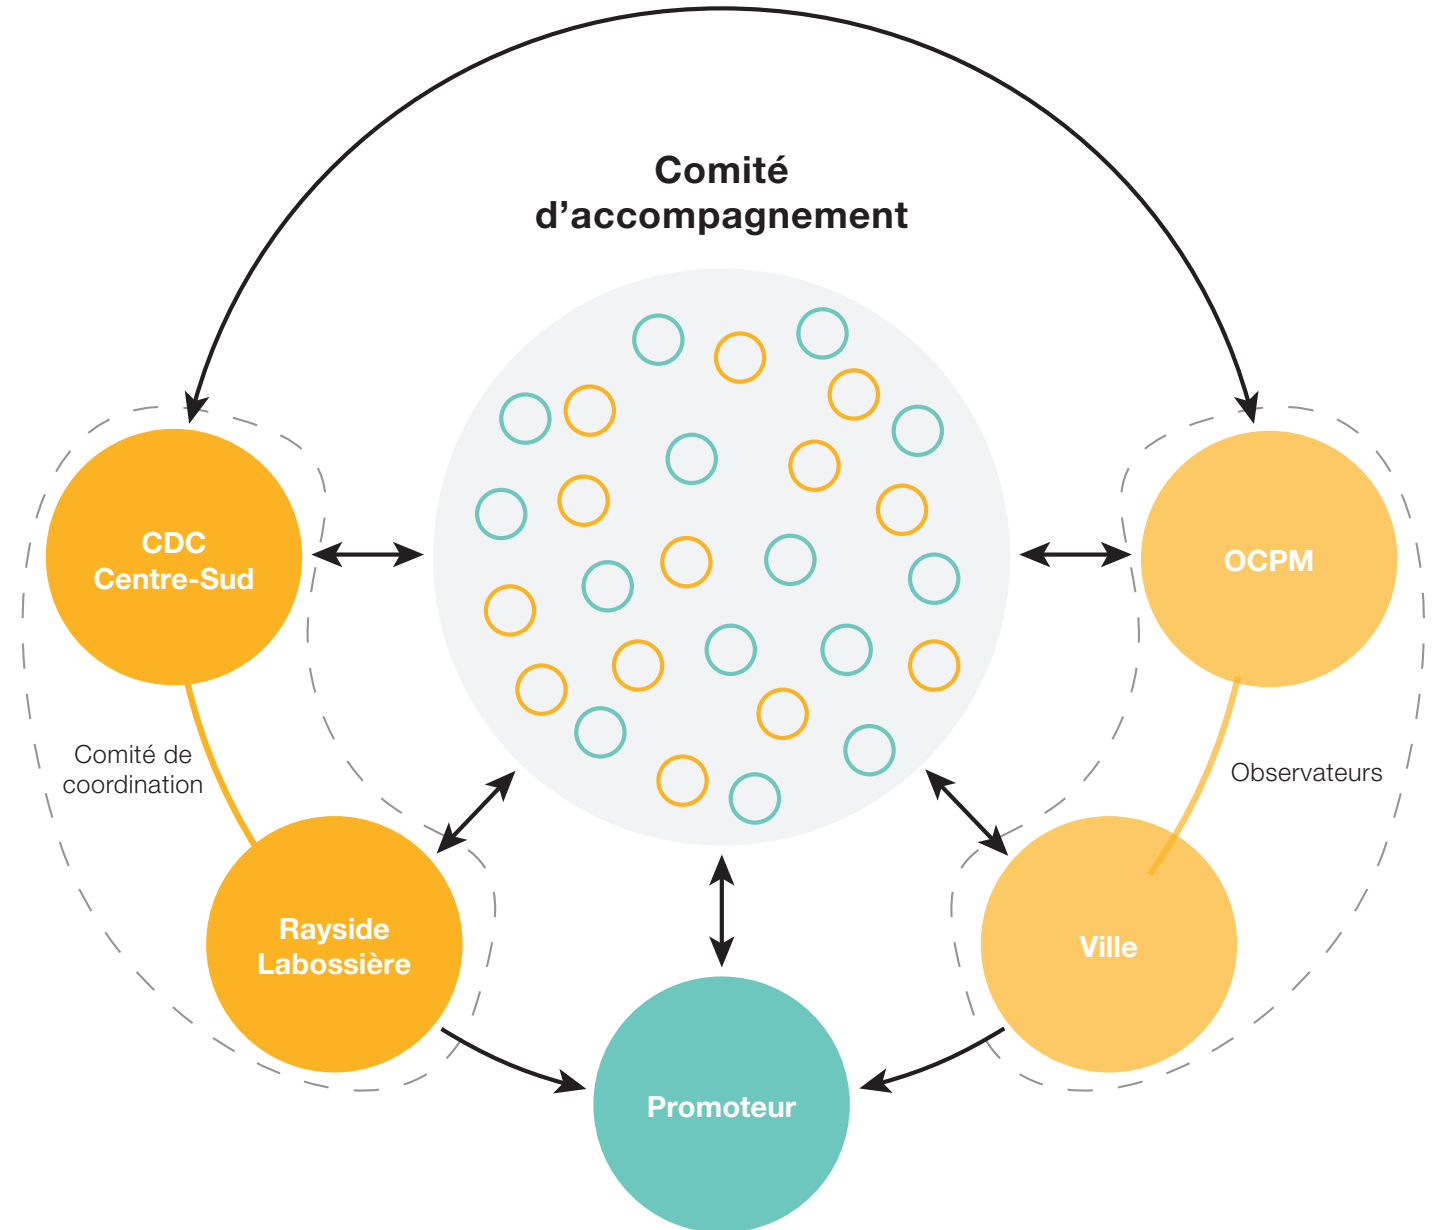 Comité
d’accompagnement
CDC
Centre-Sud
OCPM
Comité de
coordination
Observateurs
Rayside
Labossière
Ville
Promoteur